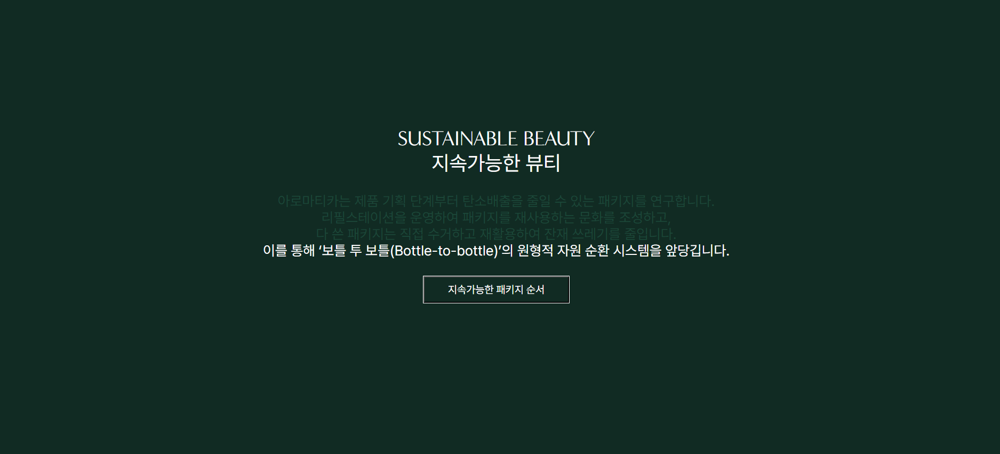 SUSTAINABLE BEAUTY
지속가능한 뷰티
아로마티카는 제품 기획 단계부터 탄소배출을 줄일 수 있는 패키지를 연구합니다.
리필스테이션을 운영하여 패키지를 재사용하는 문화를 조성하고,
다 쓴 패키지는 직접 수거하고 재활용하여 잔재 쓰레기를 줄입니다.
이를 통해 ‘보틀 투 보틀(Bottle-to-bottle)’의 원형적 자원 순환 시스템을 앞당깁니다.
지속가능한 패키지 순서